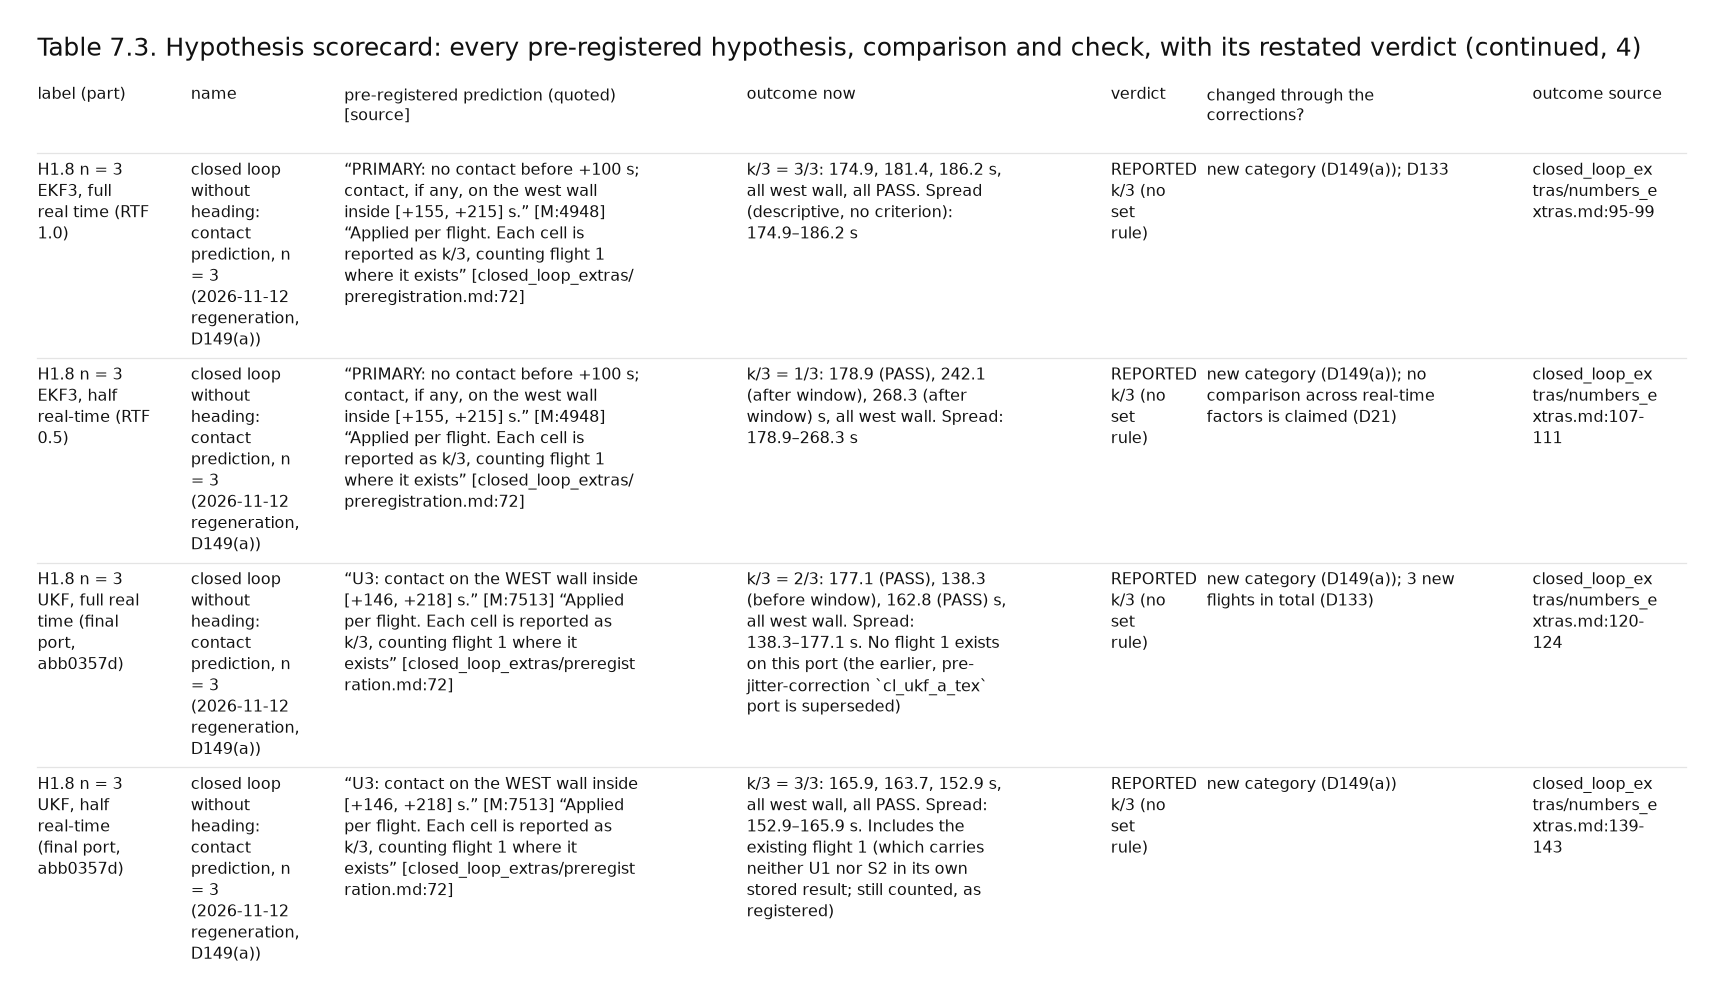 Table 7.3. Hypothesis scorecard: every pre-registered hypothesis, comparison and check, with its restated verdict (continued, 4)
label (part)
name
pre-registered prediction (quoted)
[source]
outcome now
verdict
changed through the
corrections?
outcome source
H1.8 n = 3
EKF3, full
real time (RTF
1.0)
closed loop
without
heading:
contact
prediction, n
= 3
(2026-11-12
regeneration,
D149(a))
“PRIMARY: no contact before +100 s;
contact, if any, on the west wall
inside [+155, +215] s.” [M:4948]
“Applied per flight. Each cell is
reported as k/3, counting flight 1
where it exists” [closed_loop_extras/
preregistration.md:72]
k/3 = 3/3: 174.9, 181.4, 186.2 s,
all west wall, all PASS. Spread
(descriptive, no criterion):
174.9–186.2 s
REPORTED
k/3 (no
set
rule)
new category (D149(a)); D133
closed_loop_ex
tras/numbers_e
xtras.md:95-99
H1.8 n = 3
EKF3, half
real-time (RTF
0.5)
closed loop
without
heading:
contact
prediction, n
= 3
(2026-11-12
regeneration,
D149(a))
“PRIMARY: no contact before +100 s;
contact, if any, on the west wall
inside [+155, +215] s.” [M:4948]
“Applied per flight. Each cell is
reported as k/3, counting flight 1
where it exists” [closed_loop_extras/
preregistration.md:72]
k/3 = 1/3: 178.9 (PASS), 242.1
(after window), 268.3 (after
window) s, all west wall. Spread:
178.9–268.3 s
REPORTED
k/3 (no
set
rule)
new category (D149(a)); no
comparison across real-time
factors is claimed (D21)
closed_loop_ex
tras/numbers_e
xtras.md:107-
111
H1.8 n = 3
UKF, full real
time (final
port,
abb0357d)
closed loop
without
heading:
contact
prediction, n
= 3
(2026-11-12
regeneration,
D149(a))
“U3: contact on the WEST wall inside
[+146, +218] s.” [M:7513] “Applied
per flight. Each cell is reported as
k/3, counting flight 1 where it
exists” [closed_loop_extras/preregist
ration.md:72]
k/3 = 2/3: 177.1 (PASS), 138.3
(before window), 162.8 (PASS) s,
all west wall. Spread:
138.3–177.1 s. No flight 1 exists
on this port (the earlier, pre-
jitter-correction `cl_ukf_a_tex`
port is superseded)
REPORTED
k/3 (no
set
rule)
new category (D149(a)); 3 new
flights in total (D133)
closed_loop_ex
tras/numbers_e
xtras.md:120-
124
H1.8 n = 3
UKF, half
real-time
(final port,
abb0357d)
closed loop
without
heading:
contact
prediction, n
= 3
(2026-11-12
regeneration,
D149(a))
“U3: contact on the WEST wall inside
[+146, +218] s.” [M:7513] “Applied
per flight. Each cell is reported as
k/3, counting flight 1 where it
exists” [closed_loop_extras/preregist
ration.md:72]
k/3 = 3/3: 165.9, 163.7, 152.9 s,
all west wall, all PASS. Spread:
152.9–165.9 s. Includes the
existing flight 1 (which carries
neither U1 nor S2 in its own
stored result; still counted, as
registered)
REPORTED
k/3 (no
set
rule)
new category (D149(a))
closed_loop_ex
tras/numbers_e
xtras.md:139-
143